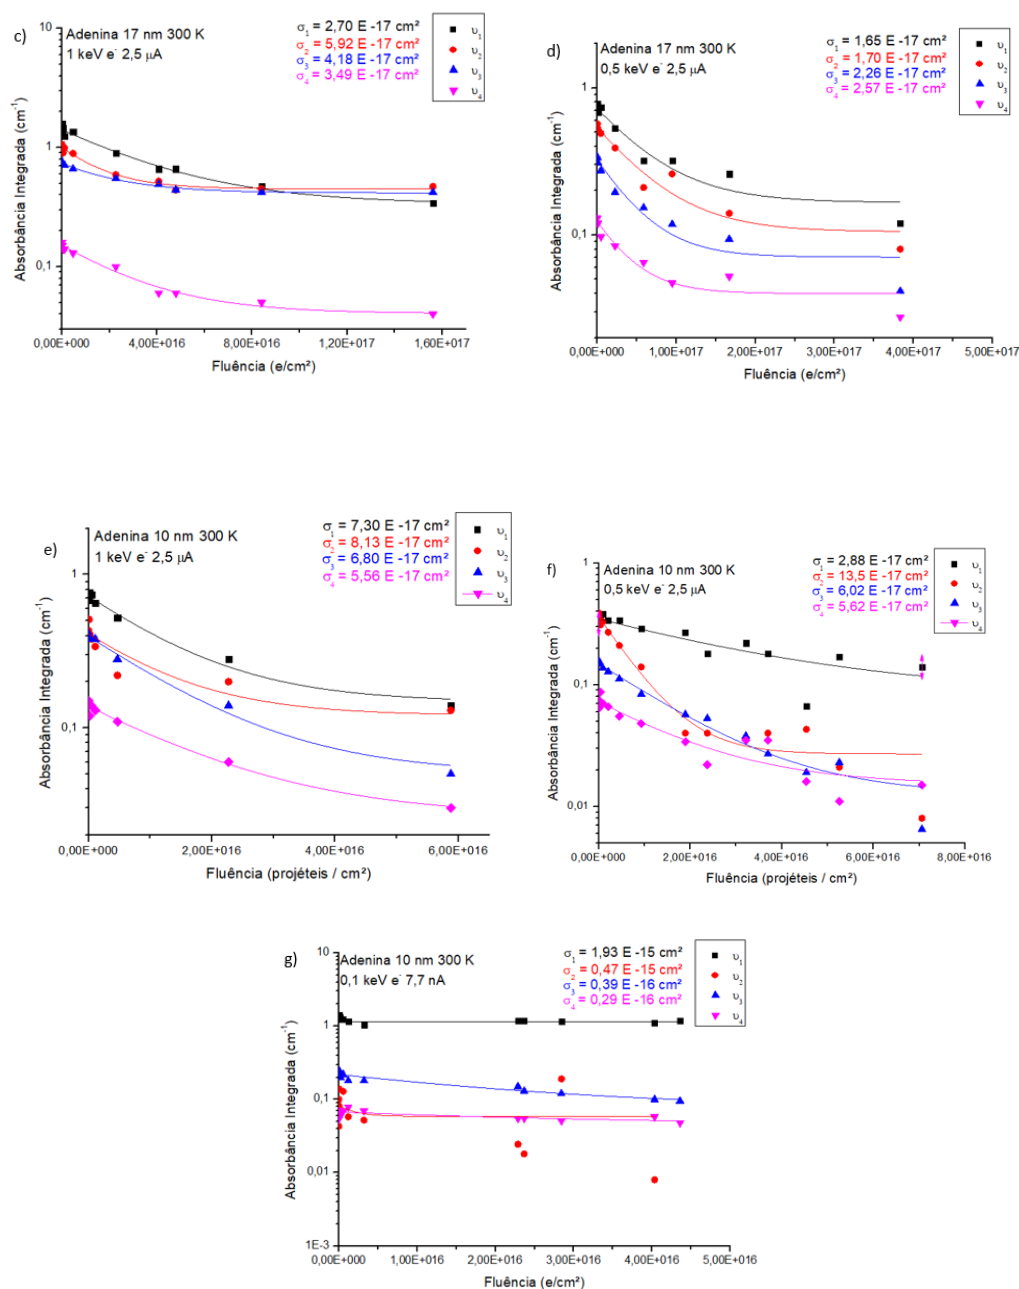 c)
Adenina 17 nm 300 K
1 keV e⁻ 2,5 µA
σ₁ = 2,70 E -17 cm²
σ₂ = 5,92 E -17 cm²
σ₃ = 4,18 E -17 cm²
σ₄ = 3,49 E -17 cm²
υ₁
υ₂
υ₃
υ₄
10
1
0,1
Absorbância Integrada (cm⁻¹)
0,00E+000 4,00E+016 8,00E+016 1,20E+017 1,60E+017
Fluência (e/cm²)
d)
Adenina 17 nm 300 K
0,5 keV e⁻ 2,5 µA
σ₁ = 1,65 E -17 cm²
σ₂ = 1,70 E -17 cm²
σ₃ = 2,26 E -17 cm²
σ₄ = 2,57 E -17 cm²
υ₁
υ₂
υ₃
υ₄
1
0,1
Absorbância Integrada (cm⁻¹)
0,00E+000 1,00E+017 2,00E+017 3,00E+017 4,00E+017 5,00E+017
Fluência (e/cm²)
e)
Adenina 10 nm 300 K
1 keV e⁻ 2,5 µA
σ₁ = 7,30 E -17 cm²
σ₂ = 8,13 E -17 cm²
σ₃ = 6,80 E -17 cm²
σ₄ = 5,56 E -17 cm²
υ₁
υ₂
υ₃
υ₄
1
0,1
Absorbância Integrada (cm⁻¹)
0,00E+000 2,00E+016 4,00E+016 6,00E+016
Fluência (projéteis / cm²)
f)
Adenina 10 nm 300 K
0,5 keV e⁻ 2,5 µA
σ₁ = 2,88 E -17 cm²
σ₂ = 13,5 E -17 cm²
σ₃ = 6,02 E -17 cm²
σ₄ = 5,62 E -17 cm²
υ₁
υ₂
υ₃
υ₄
1
0,1
0,01
Absorbância Integrada (cm⁻¹)
0,00E+000 2,00E+016 4,00E+016 6,00E+016 8,00E+016
Fluência (projéteis / cm²)
g)
Adenina 10 nm 300 K
0,1 keV e⁻ 7,7 nA
σ₁ = 1,93 E -15 cm²
σ₂ = 0,47 E -15 cm²
σ₃ = 0,39 E -16 cm²
σ₄ = 0,29 E -16 cm²
υ₁
υ₂
υ₃
υ₄
10
1
0,1
0,01
1E-3
Absorbância Integrada (cm⁻¹)
0,00E+000 1,00E+016 2,00E+016 3,00E+016 4,00E+016 5,00E+016
Fluência (e/cm²)